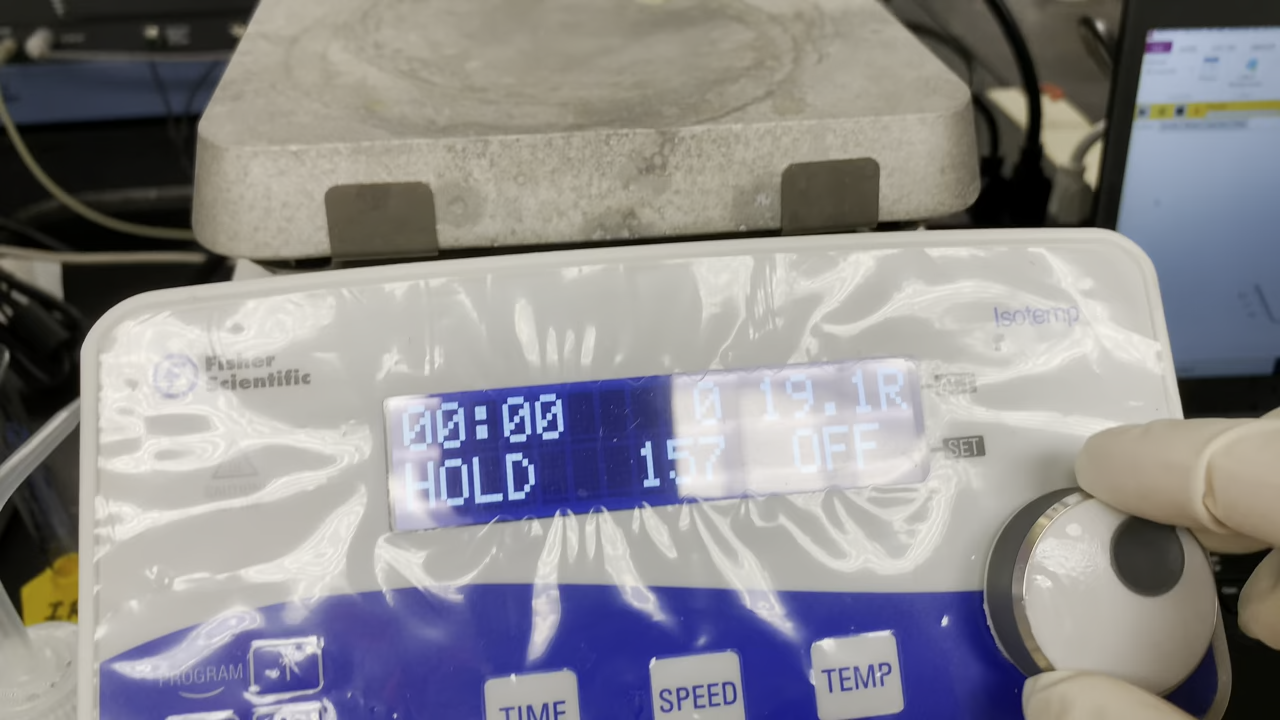 Isotemp
Fisher
Scientific
00:00 0 19.1R
HOLD 157 OFF
SET
PROGRAM
TIME
SPEED
TEMP